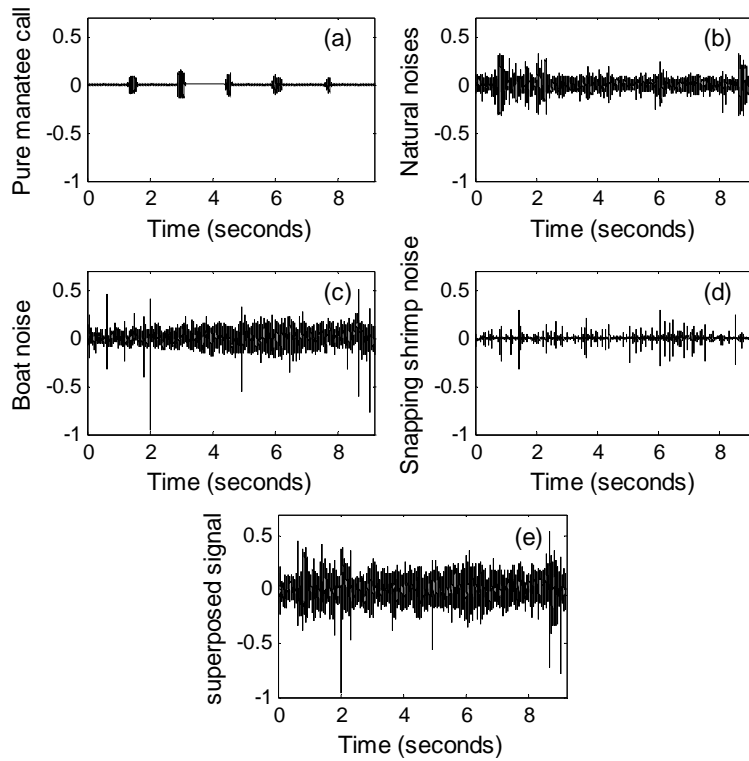 Pure manatee call
(a)
0.5
0
-0.5
-1
0 2 4 6 8
Time (seconds)
Natural noises
(b)
0.5
0
-0.5
-1
0 2 4 6 8
Time (seconds)
Boat noise
(c)
0.5
0
-0.5
-1
0 2 4 6 8
Time (seconds)
Snapping shrimp noise
(d)
0.5
0
-0.5
-1
0 2 4 6 8
Time (seconds)
superposed signal
(e)
0.5
0
-0.5
-1
0 2 4 6 8
Time (seconds)